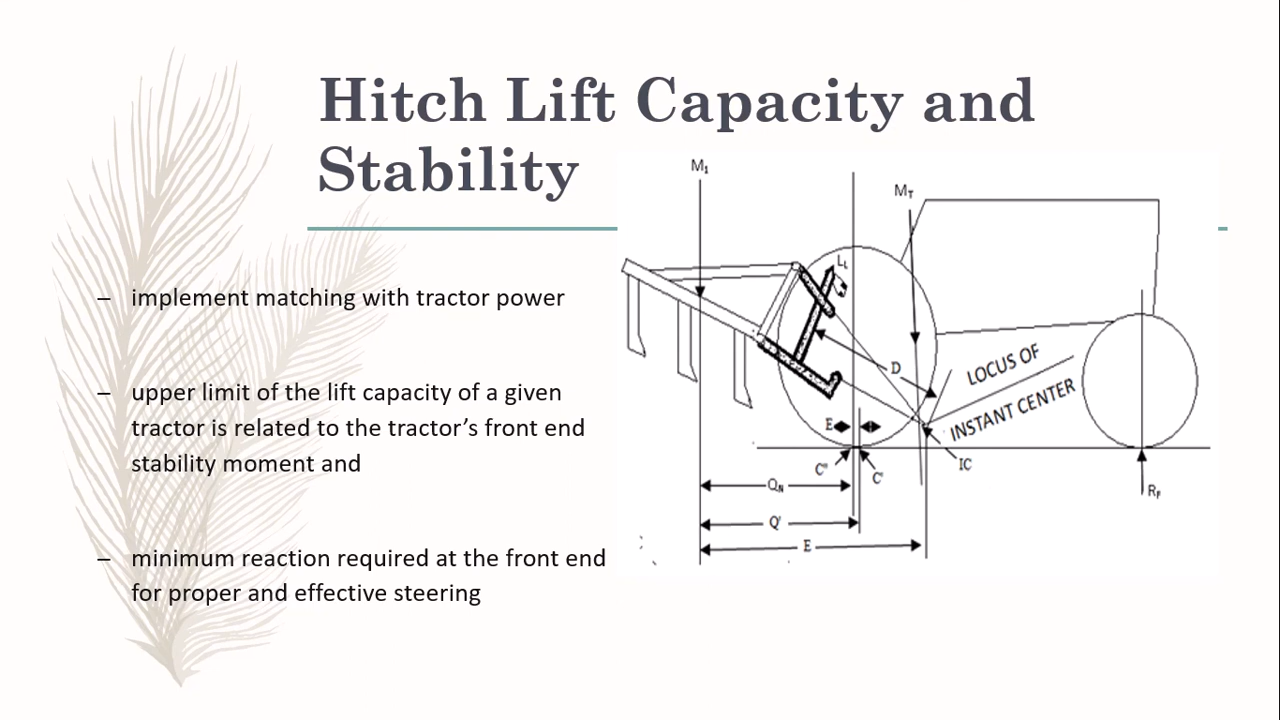 Hitch Lift Capacity and
Stability
– implement matching with tractor power
– upper limit of the lift capacity of a given
tractor is related to the tractor’s front end
stability moment and
– minimum reaction required at the front end
for proper and effective steering
M₁
M_T
L_L
D
LOCUS OF
INSTANT CENTER
E
C"
C'
IC
Q_N
R_F
Q'
E